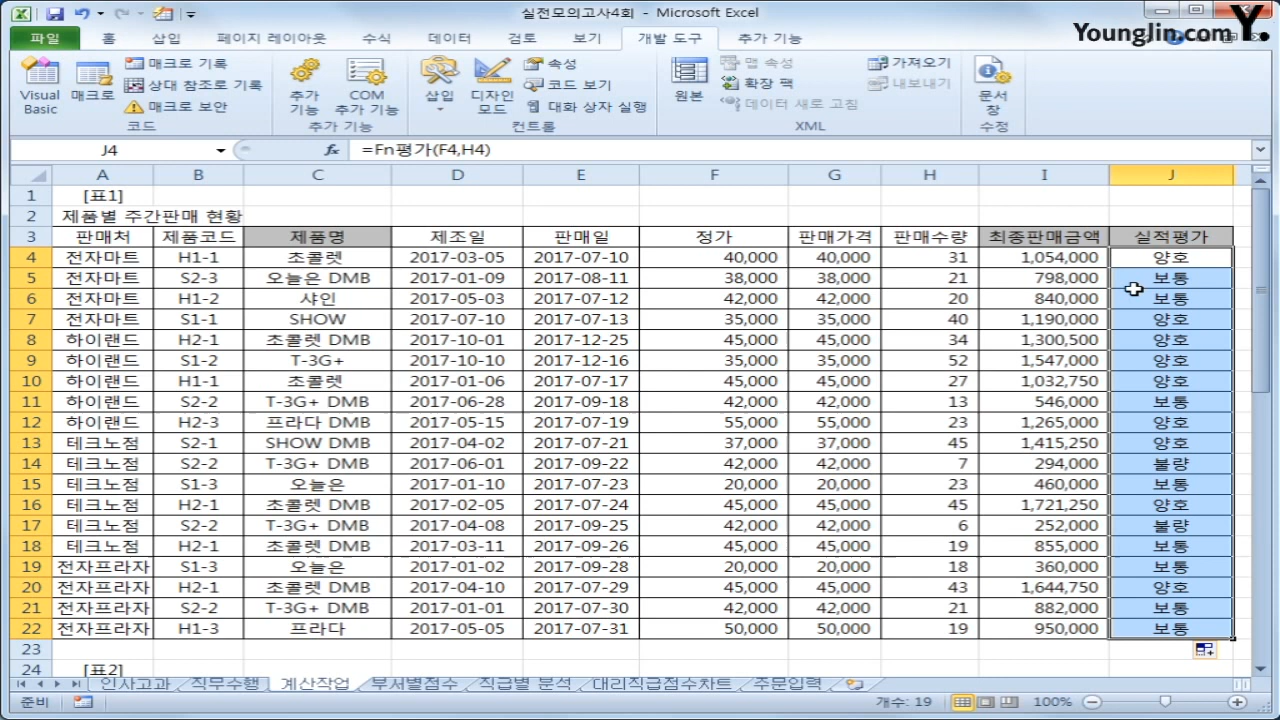 실전모의고사4회 - Microsoft Excel
YoungJin.com Y.
파일 홈 삽입 페이지 레이아웃 수식 데이터 검토 보기 개발 도구 추가 기능
Visual Basic 매크로 매크로 기록 상대 참조로 기록 매크로 보안 코드
추가 기능 COM 추가 기능 추가 기능
삽입 디자인 모드 속성 코드 보기 대화 상자 실행 컨트롤
원본 맵 속성 확장 팩 데이터 새로 고침 가져오기 내보내기 XML
문서 창 수정
J4 fx =Fn평가(F4,H4)
A B C D E F G H I J
1 [표1]
2 제품별 주간판매 현황
3 판매처 제품코드 제품명 제조일 판매일 정가 판매가격 판매수량 최종판매금액 실적평가
4 전자마트 H1-1 초콜렛 2017-03-05 2017-07-10 40,000 40,000 31 1,054,000 양호
5 전자마트 S2-3 오늘은 DMB 2017-01-09 2017-08-11 38,000 38,000 21 798,000 보통
6 전자마트 H1-2 샤인 2017-05-03 2017-07-12 42,000 42,000 20 840,000 보통
7 전자마트 S1-1 SHOW 2017-07-10 2017-07-13 35,000 35,000 40 1,190,000 양호
8 하이랜드 H2-1 초콜렛 DMB 2017-10-01 2017-12-25 45,000 45,000 34 1,300,500 양호
9 하이랜드 S1-2 T-3G+ 2017-10-10 2017-12-16 35,000 35,000 52 1,547,000 양호
10 하이랜드 H1-1 초콜렛 2017-01-06 2017-07-17 45,000 45,000 27 1,032,750 양호
11 하이랜드 S2-2 T-3G+ DMB 2017-06-28 2017-09-18 42,000 42,000 13 546,000 보통
12 하이랜드 H2-3 프라다 DMB 2017-05-15 2017-07-19 55,000 55,000 23 1,265,000 양호
13 테크노점 S2-1 SHOW DMB 2017-04-02 2017-07-21 37,000 37,000 45 1,415,250 양호
14 테크노점 S2-2 T-3G+ DMB 2017-06-01 2017-09-22 42,000 42,000 7 294,000 불량
15 테크노점 S1-3 오늘은 2017-01-10 2017-07-23 20,000 20,000 23 460,000 보통
16 테크노점 H2-1 초콜렛 DMB 2017-02-05 2017-07-24 45,000 45,000 45 1,721,250 양호
17 테크노점 S2-2 T-3G+ DMB 2017-04-08 2017-09-25 42,000 42,000 6 252,000 불량
18 테크노점 H2-1 초콜렛 DMB 2017-03-11 2017-09-26 45,000 45,000 19 855,000 보통
19 전자프라자 S1-3 오늘은 2017-01-02 2017-09-28 20,000 20,000 18 360,000 보통
20 전자프라자 H2-1 초콜렛 DMB 2017-04-10 2017-07-29 45,000 45,000 43 1,644,750 양호
21 전자프라자 S2-2 T-3G+ DMB 2017-01-01 2017-07-30 42,000 42,000 21 882,000 보통
22 전자프라자 H1-3 프라다 2017-05-05 2017-07-31 50,000 50,000 19 950,000 보통
23
24 [표2]
인사고과 직무수행 계산작업 부서별점수 직급별 분석 대리직급점수차트 주문입력
준비 개수: 19 100%